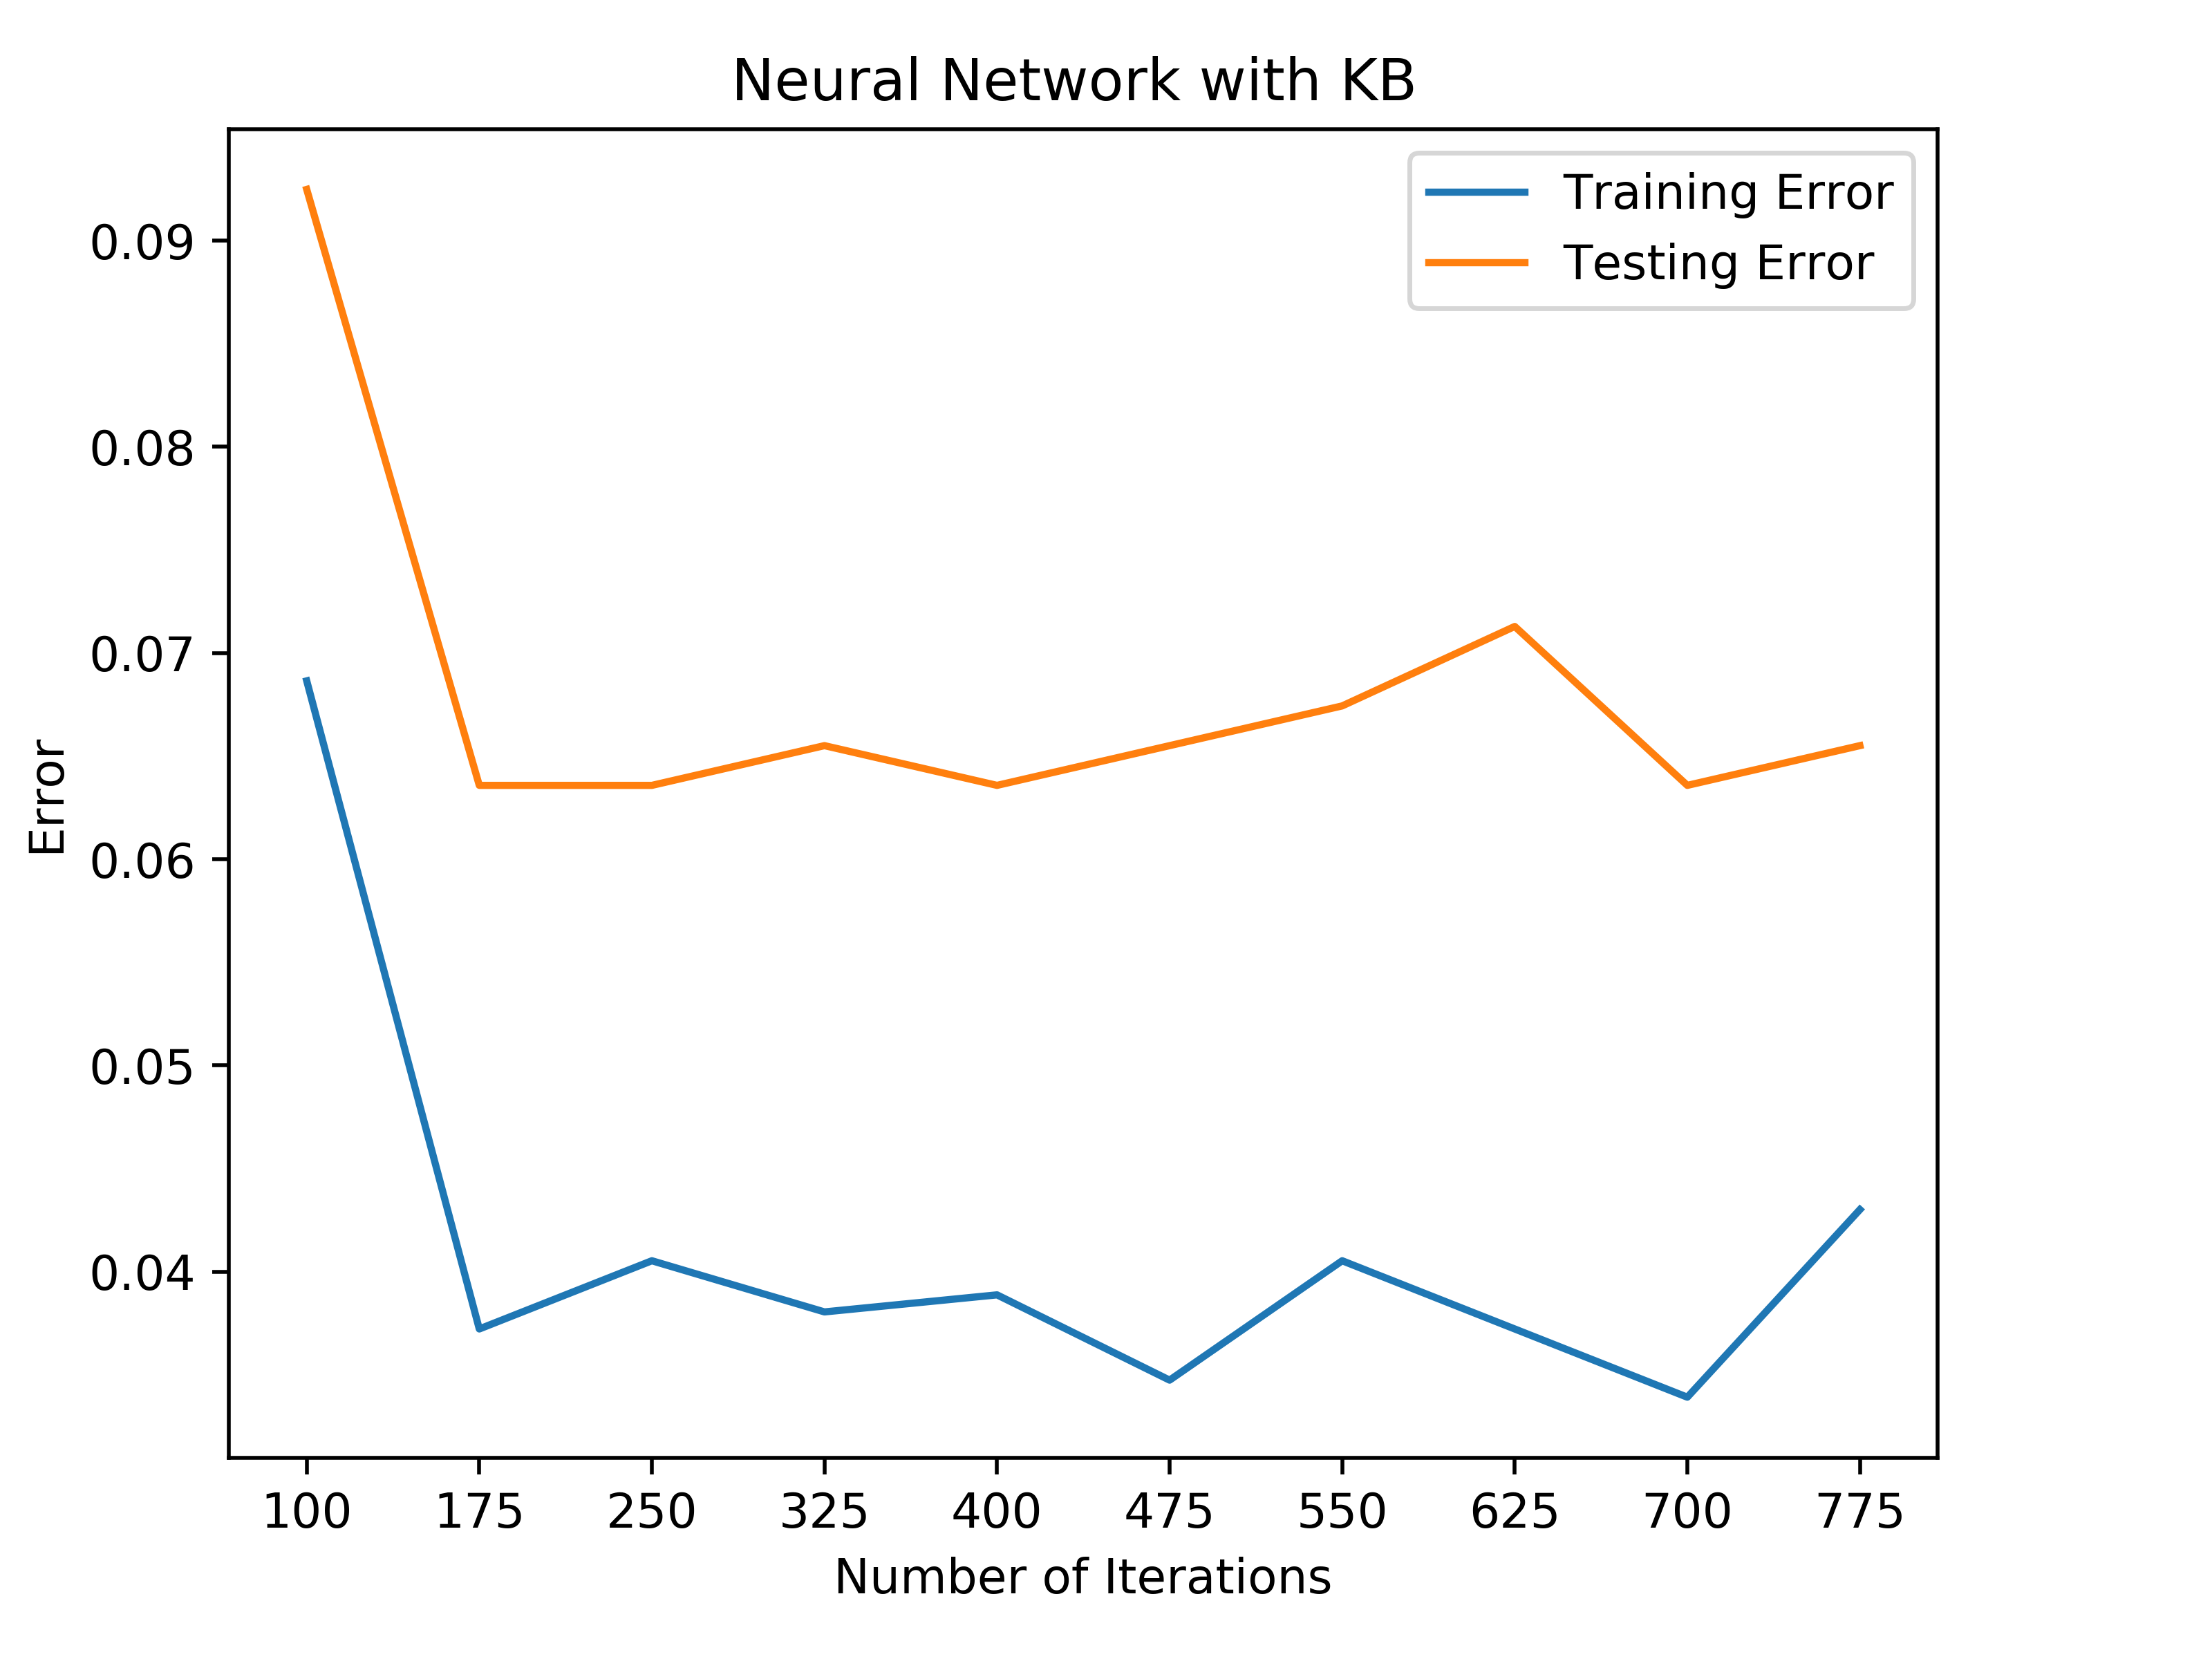 Neural Network with KB
Training Error
Testing Error
0.09
0.08
0.07
0.06
0.05
0.04
Error
100 175 250 325 400 475 550 625 700 775
Number of Iterations